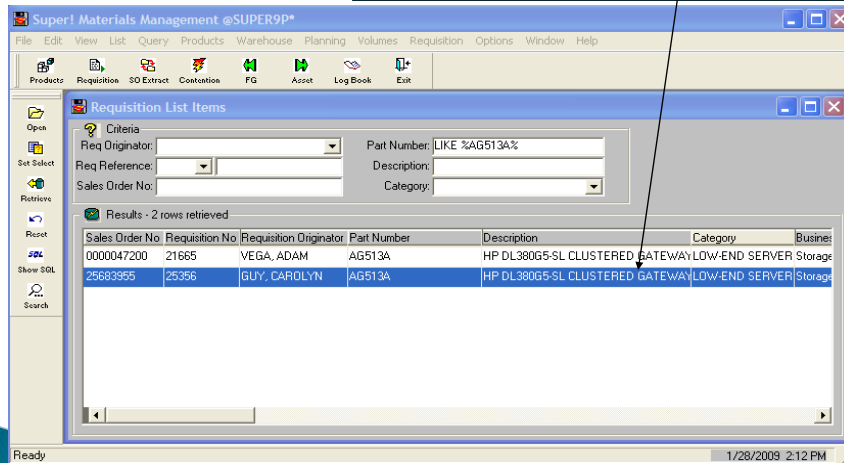 Super! Materials Management @SUPER9P*
File Edit View List Query Products Warehouse Planning Volumes Requisition Options Window Help
Products Requisition SO Extract Contention FG Asset Log Book Exit
Open
Set Select
Retrieve
Reset
SQL
Show SQL
Search
Requisition List Items
Criteria
Req Originator: Part Number: LIKE %AG513A%
Req Reference: Description:
Sales Order No: Category:
Results - 2 rows retrieved
Sales Order No Requisition No Requisition Originator Part Number Description Category Busines
0000047200 21665 VEGA, ADAM AG513A HP DL380G5-SL CLUSTERED GATEWAY LOW-END SERVER Storage
25683955 25356 GUY, CAROLYN AG513A HP DL380G5-SL CLUSTERED GATEWAY LOW-END SERVER Storage
Ready 1/28/2009 2:12 PM